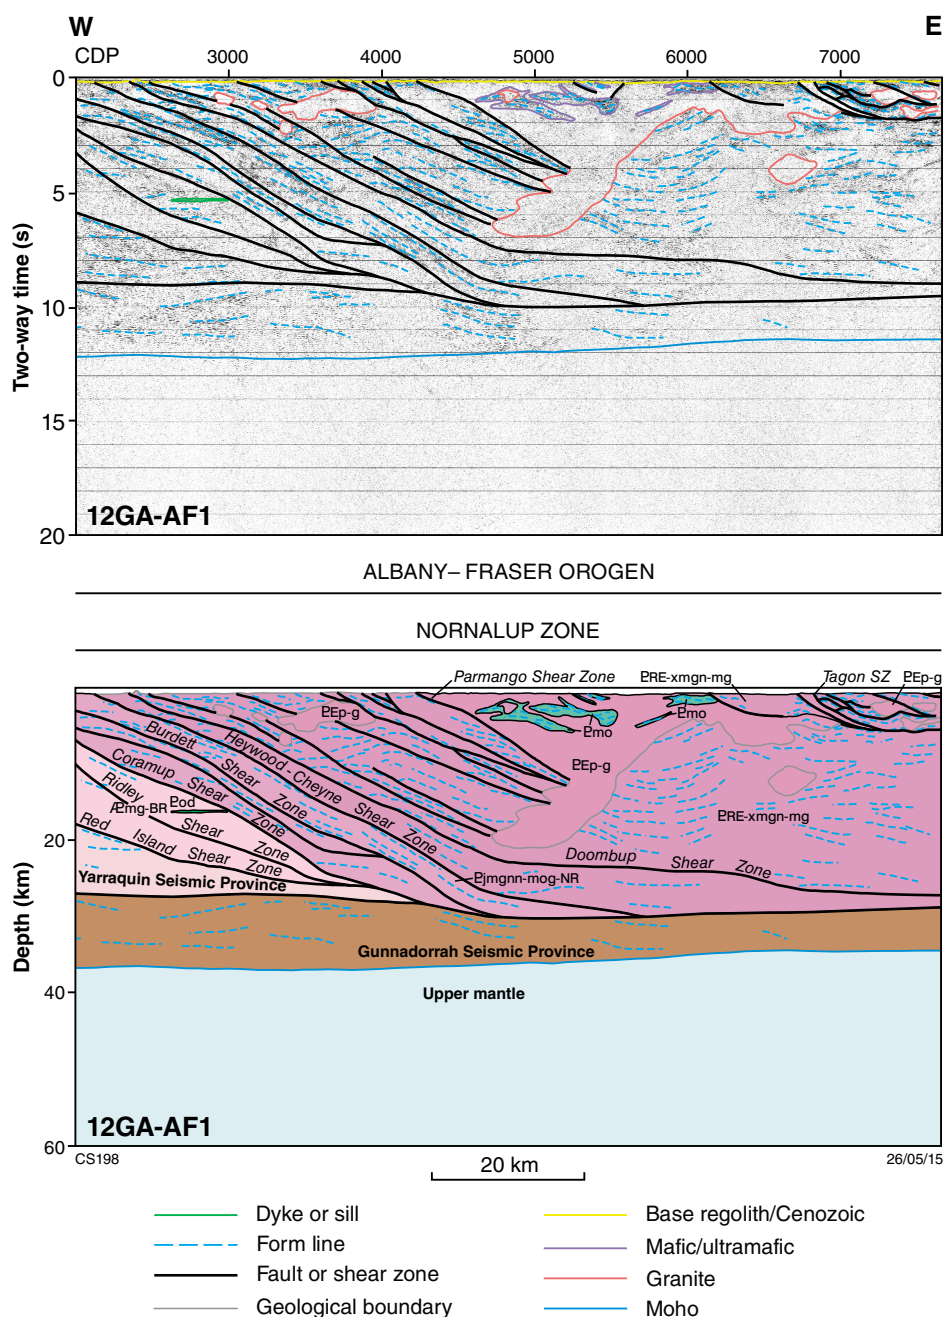 W E
CDP 3000 4000 5000 6000 7000
0
5
10
15
20
Two-way time (s)
12GA-AF1
ALBANY–FRASER OROGEN
NORNALUP ZONE
Parmango Shear Zone
PRE-xmgn-mg
Tagon SZ
PEp-g
PEp-g
Pmo
Pmo
PEp-g
Burdett Shear Zone
Heywood-Cheyne Shear Zone
Coramup Shear Zone
Ridley Shear Zone
Æmg-BR
Pod
Red Island Shear Zone
PRE-xmgn-mg
Doombup Shear Zone
Pjmgnn-mog-NR
Yarraquin Seismic Province
Gunnadorrah Seismic Province
Upper mantle
20
40
60
Depth (km)
12GA-AF1
CS198
20 km
26/05/15
Dyke or sill
Form line
Fault or shear zone
Geological boundary
Base regolith/Cenozoic
Mafic/ultramafic
Granite
Moho